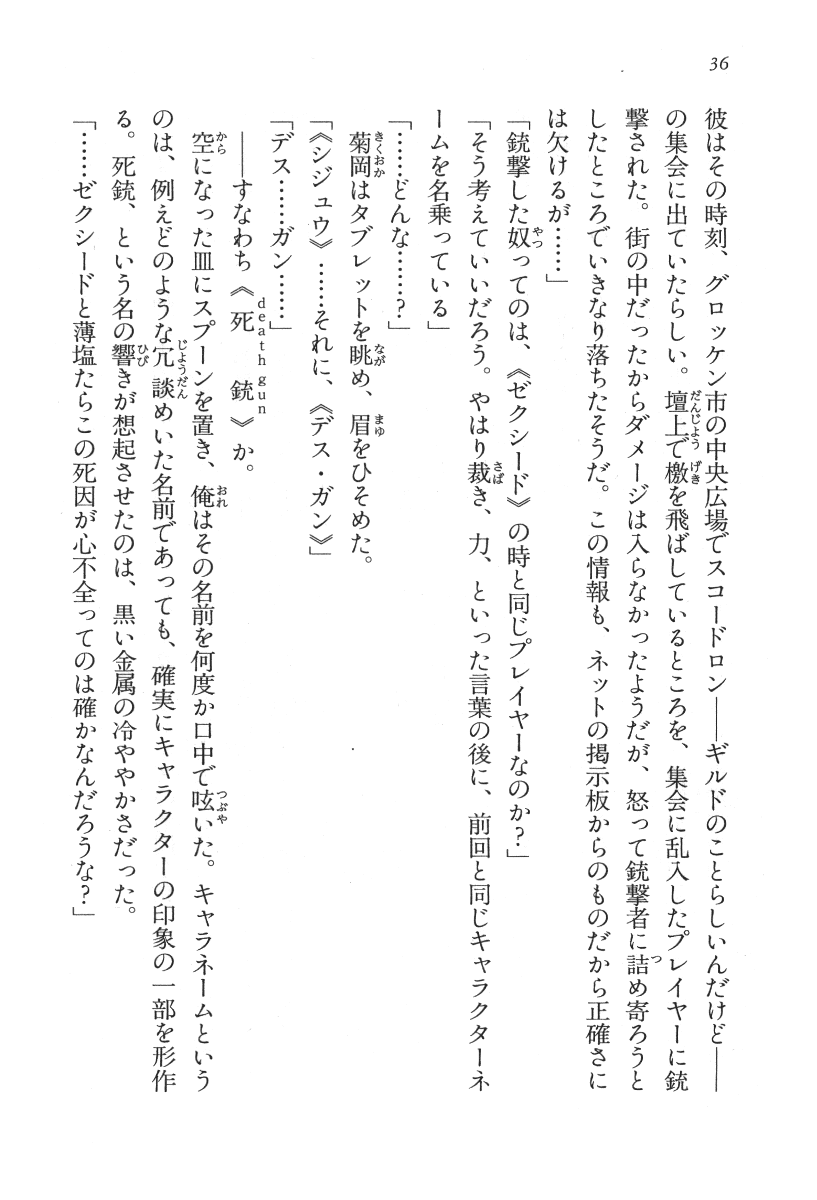 36
彼はその時刻、グロッケン市の中央広場でスコードロン――ギルドのことらしいんだけど――
の集会に出ていたらしい。壇上で檄を飛ばしているところを、集会に乱入したプレイヤーに銃
撃された。街の中だったからダメージは入らなかったようだが、怒って銃撃者に詰め寄ろうと
したところでいきなり落ちたそうだ。この情報も、ネットの掲示板からのものだから正確さに
は欠けるが……」
「銃撃した奴ってのは、《ゼクシード》の時と同じプレイヤーなのか?」
「そう考えていいだろう。やはり裁き、力、といった言葉の後に、前回と同じキャラクターネ
ームを名乗っている」
「……どんな……?」
菊岡はタブレットを眺め、眉をひそめた。
「《シジュウ》……それに、《デス・ガン》」
「デス……ガン……」
――すなわち《死銃》か。
空になった皿にスプーンを置き、俺はその名前を何度か口中で呟いた。キャラネームという
のは、例えどのような冗談めいた名前であっても、確実にキャラクターの印象の一部を形作
る。死銃、という名の響きが想起させたのは、黒い金属の冷ややかさだった。
「……ゼクシードと薄塩たらこの死因が心不全ってのは確かなんだろうな?」